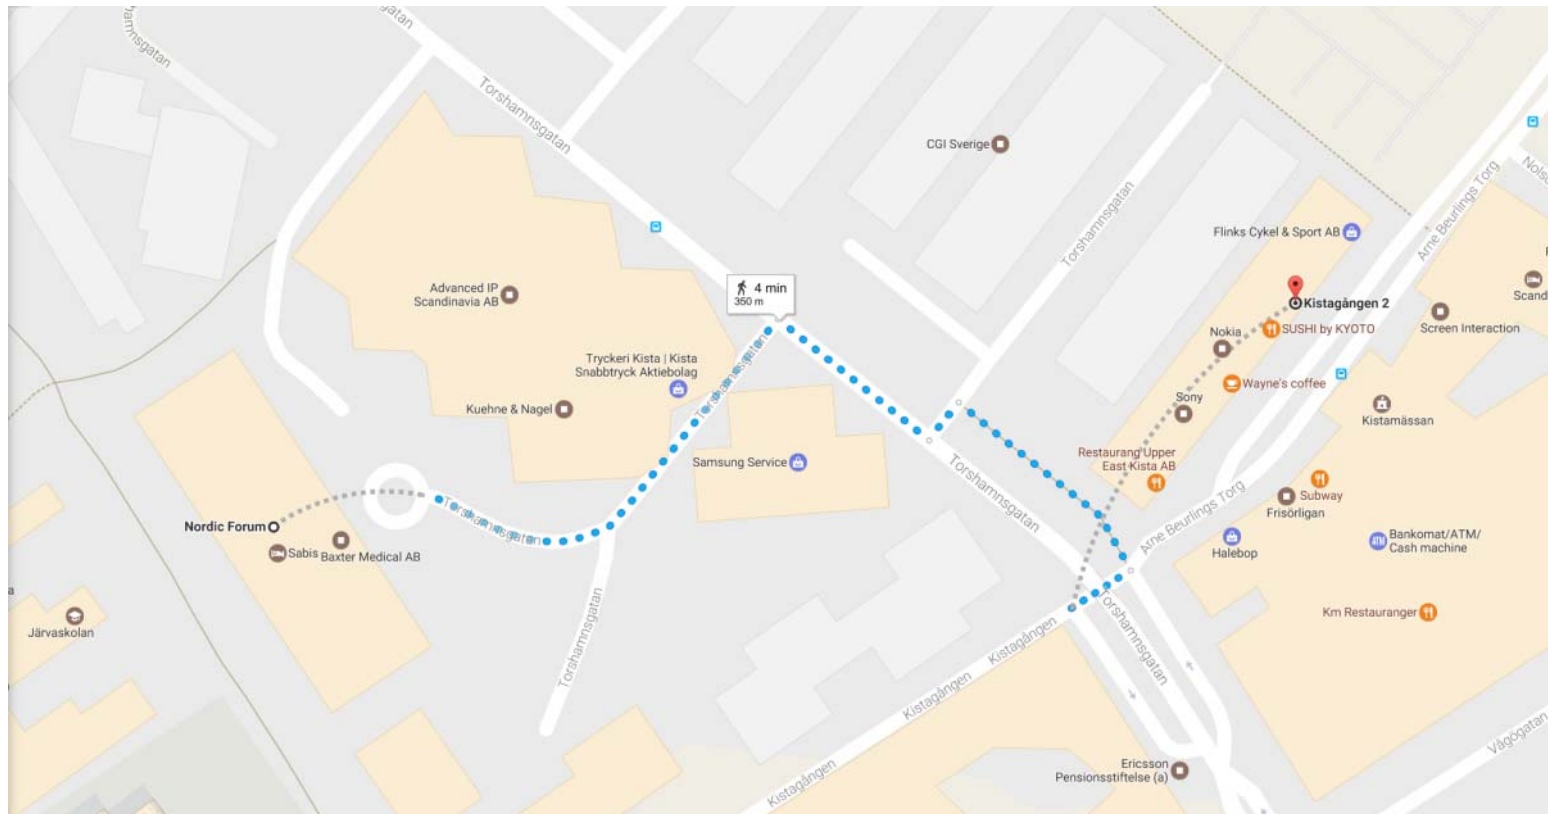 amnsgatan
gatan
Torshamnsgatan
CGI Sverige
Torshamnsgatan
Arne Beurlings Torg
Flinks Cykel & Sport AB
Advanced IP
Scandinavia AB
4 min
350 m
Kistagången 2
Scand
Nokia
SUSHI by KYOTO
Screen Interaction
Tryckeri Kista | Kista
Snabbtryck Aktiebolag
Torshamnsgatan
Wayne's coffee
Sony
Kuehne & Nagel
Kistamässan
Samsung Service
Restaurang Upper
East Kista AB
Torshamnsgatan
Arne Beurlings Torg
Subway
Frisörligan
Torshamnsgatan
Nordic Forum
Sabis
Baxter Medical AB
Halebop
ATM
Bankomat/ATM/
Cash machine
Torshamnsgatan
Torshamnsgatan
Km Restauranger
Järvaskolan
Kistagången
Kistagången
Vågögatan
Ericsson
Pensionsstiftelse (a)
Kistagången